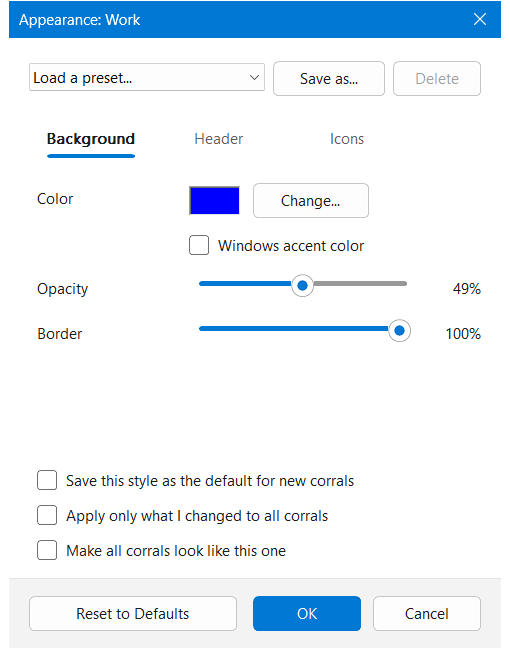 Appearance: Work
Load a preset...
Save as...
Delete
Background
Header
Icons
Color
Change...
Windows accent color
Opacity
49%
Border
100%
Save this style as the default for new corrals
Apply only what I changed to all corrals
Make all corrals look like this one
Reset to Defaults
OK
Cancel